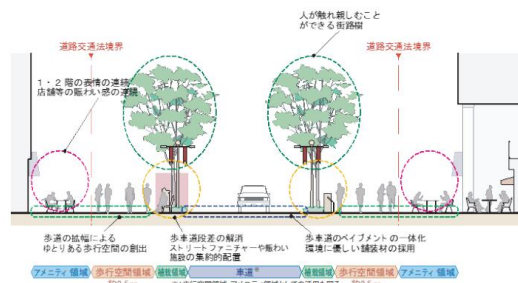 人が触れ親しむこと
ができる街路樹
道路交通法境界
道路交通法境界
1・2階の表情の連続
店舗等の賑わい感の連続
歩道の拡幅による
ゆとりある歩行空間の創出
歩車道段差の解消
ストリートファニチャーや賑わい
施設の集約的配置
歩車道のペイブメントの一体化
環境に優しい舗装材の採用
アメニティ領域
歩行空間領域
植栽領域
車道※
植栽領域
歩行空間領域
アメニティ領域